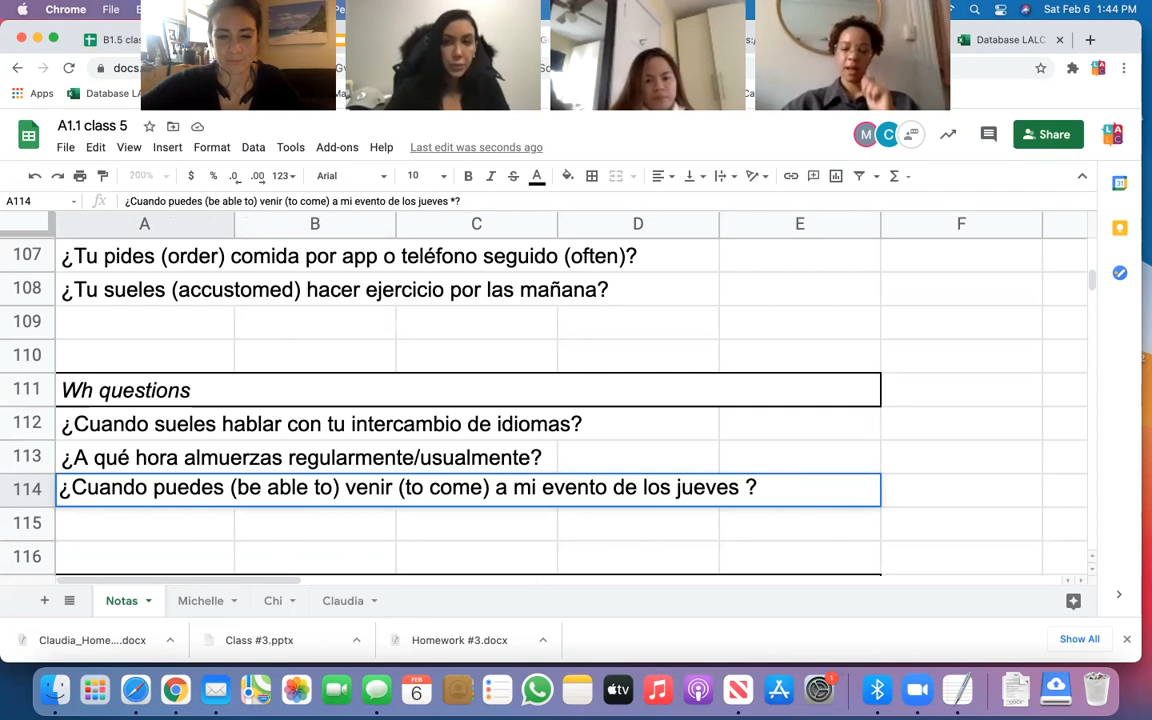 Chrome File Sat Feb 6 1:44 PM
B1.5 clas Database LALC
docs.
Apps Database LA
A1.1 class 5
File Edit View Insert Format Data Tools Add-ons Help Last edit was seconds ago
M C Share
200% $ % .0 .00 123 Arial 10 B I S A
A114 fx ¿Cuando puedes (be able to) venir (to come) a mi evento de los jueves *?
A B C D E F
107 ¿Tu pides (order) comida por app o teléfono seguido (often)?
108 ¿Tu sueles (accustomed) hacer ejercicio por las mañana?
109
110
111 Wh questions
112 ¿Cuando sueles hablar con tu intercambio de idiomas?
113 ¿A qué hora almuerzas regularmente/usualmente?
114 ¿Cuando puedes (be able to) venir (to come) a mi evento de los jueves ?
115
116
Notas Michelle Chi Claudia
Claudia_Home....docx Class #3.pptx Homework #3.docx Show All
FEB
6 tv 1